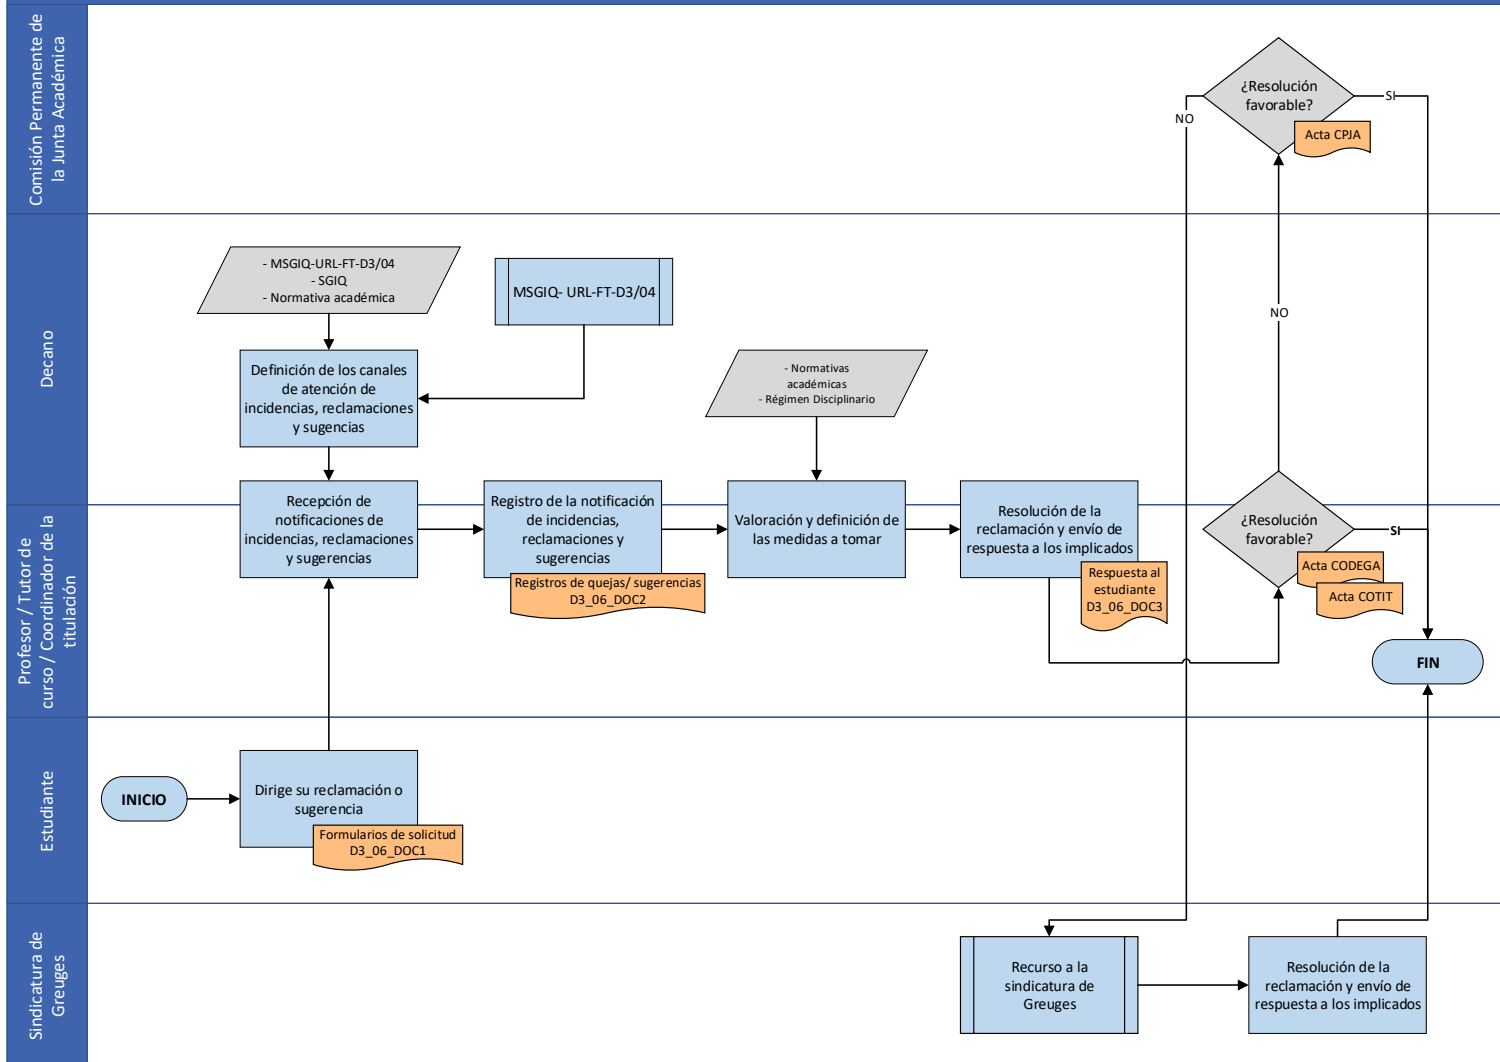 Comisión Permanente de
la Junta Académica
¿Resolución
favorable?
SI
NO
Acta CPJA
Decano
- MSGIQ-URL-FT-D3/04
- SGIQ
- Normativa académica
MSGIQ- URL-FT-D3/04
NO
Definición de los canales
de atención de
incidencias, reclamaciones
y sugencias
- Normativas
académicas
- Régimen Disciplinario
Profesor / Tutor de
curso / Coordinador de la
titulación
Recepción de
notificaciones de
incidencias, reclamaciones
y sugerencias
Registro de la notificación
de incidencias,
reclamaciones y
sugerencias
Registros de quejas/ sugerencias
D3_06_DOC2
Valoración y definición de
las medidas a tomar
Resolución de la
reclamación y envío de
respuesta a los implicados
Respuesta al
estudiante
D3_06_DOC3
¿Resolución
favorable?
SI
Acta CODEGA
Acta COTIT
FIN
Estudiante
INICIO
Dirige su reclamación o
sugerencia
Formularios de solicitud
D3_06_DOC1
Sindicatura de
Greuges
Recurso a la
sindicatura de
Greuges
Resolución de la
reclamación y envío de
respuesta a los implicados